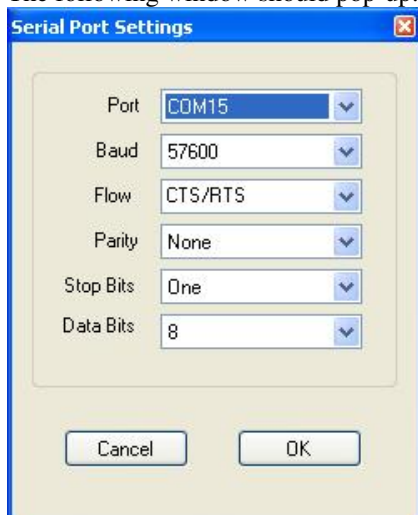 The following window should pop-up.
Serial Port Settings
Port COM15
Baud 57600
Flow CTS/RTS
Parity None
Stop Bits One
Data Bits 8
Cancel OK